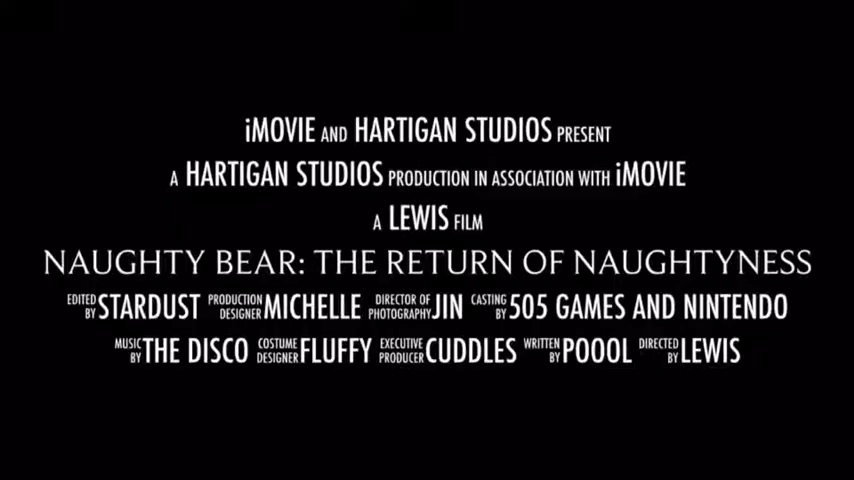 iMOVIE AND HARTIGAN STUDIOS PRESENT
A HARTIGAN STUDIOS PRODUCTION IN ASSOCIATION WITH iMOVIE
A LEWIS FILM
NAUGHTY BEAR: THE RETURN OF NAUGHTYNESS
EDITED BY STARDUST PRODUCTION DESIGNER MICHELLE DIRECTOR OF PHOTOGRAPHY JIN CASTING BY 505 GAMES AND NINTENDO
MUSIC BY THE DISCO COSTUME DESIGNER FLUFFY EXECUTIVE PRODUCER CUDDLES WRITTEN BY POOOL DIRECTED BY LEWIS